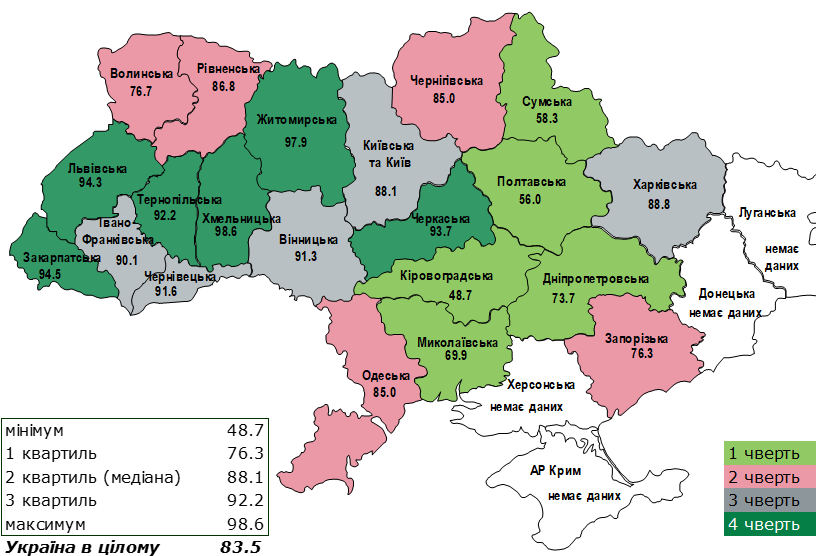 Волинська
76.7
Рівненська
86.8
Житомирська
97.9
Київська
та Київ
88.1
Чернігівська
85.0
Сумська
58.3
Львівська
94.3
Тернопільська
92.2
Хмельницька
98.6
Івано-
Франківська
90.1
Закарпатська
94.5
Чернівецька
91.6
Вінницька
91.3
Черкаська
93.7
Полтавська
56.0
Харківська
88.8
Луганська
немає
даних
Кіровоградська
48.7
Дніпропетровська
73.7
Донецька
немає даних
Миколаївська
69.9
Запорізька
76.3
Одеська
85.0
Херсонська
немає даних
АР Крим
немає даних
мінімум 48.7
1 квартиль 76.3
2 квартиль (медіана) 88.1
3 квартиль 92.2
максимум 98.6
Україна в цілому 83.5
1 чверть
2 чверть
3 чверть
4 чверть